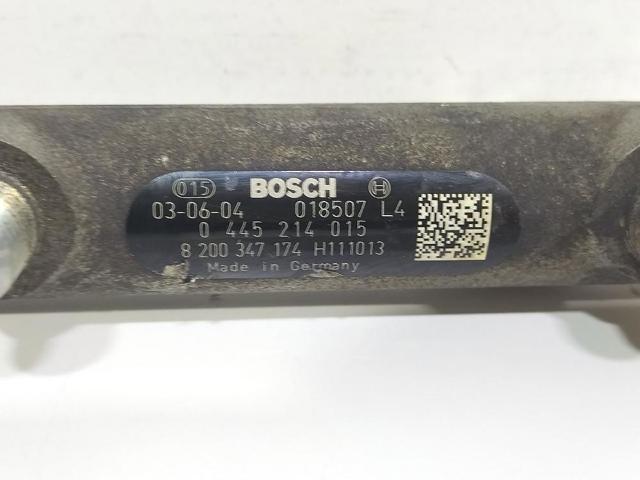 015 BOSCH
03-06-04 018507 L4
0 445 214 015
8 200 347 174 H111013
Made in Germany